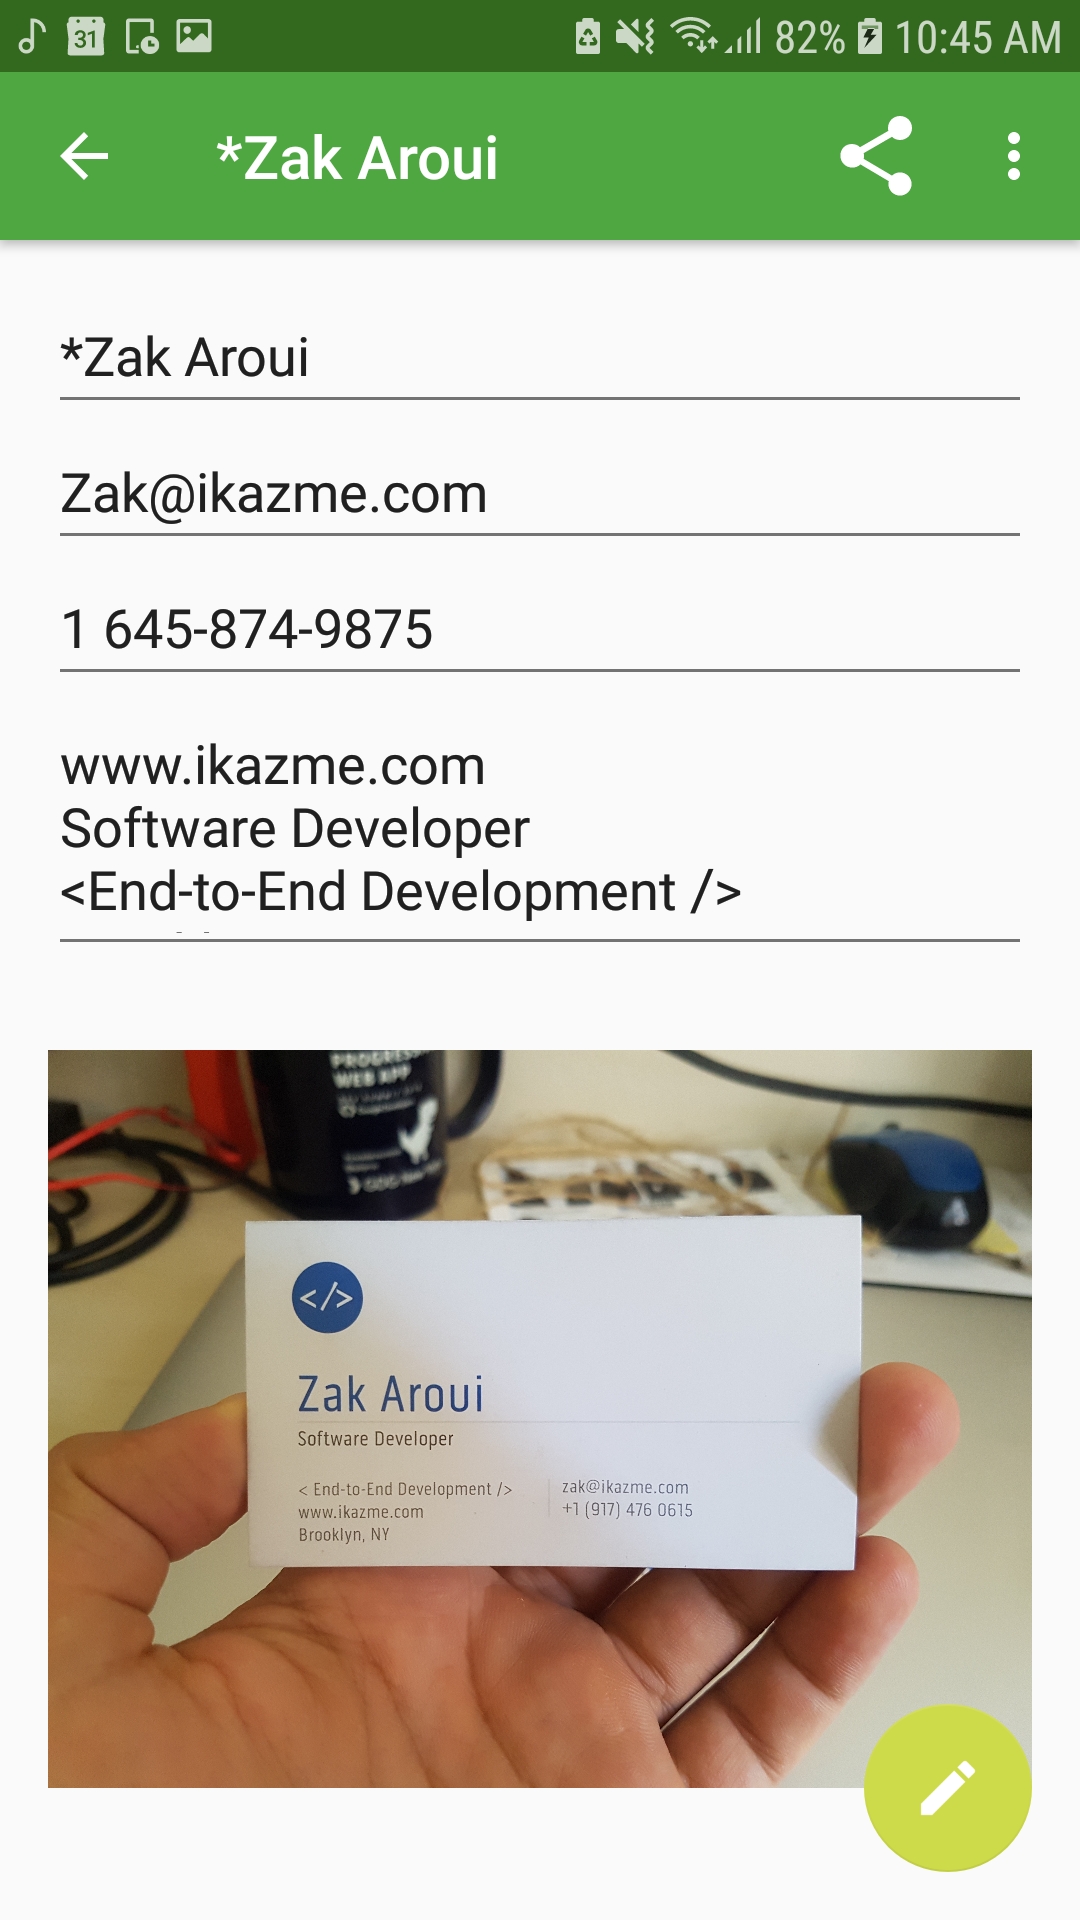 31
82%
10:45 AM
*Zak Aroui
*Zak Aroui
Zak@ikazme.com
1 645-874-9875
www.ikazme.com
Software Developer
<End-to-End Development />
PROGRESS
WEB APP
</>
Zak Aroui
Software Developer
< End-to-End Development />
www.ikazme.com
Brooklyn, NY
zak@ikazme.com
+1 (917) 476 0615